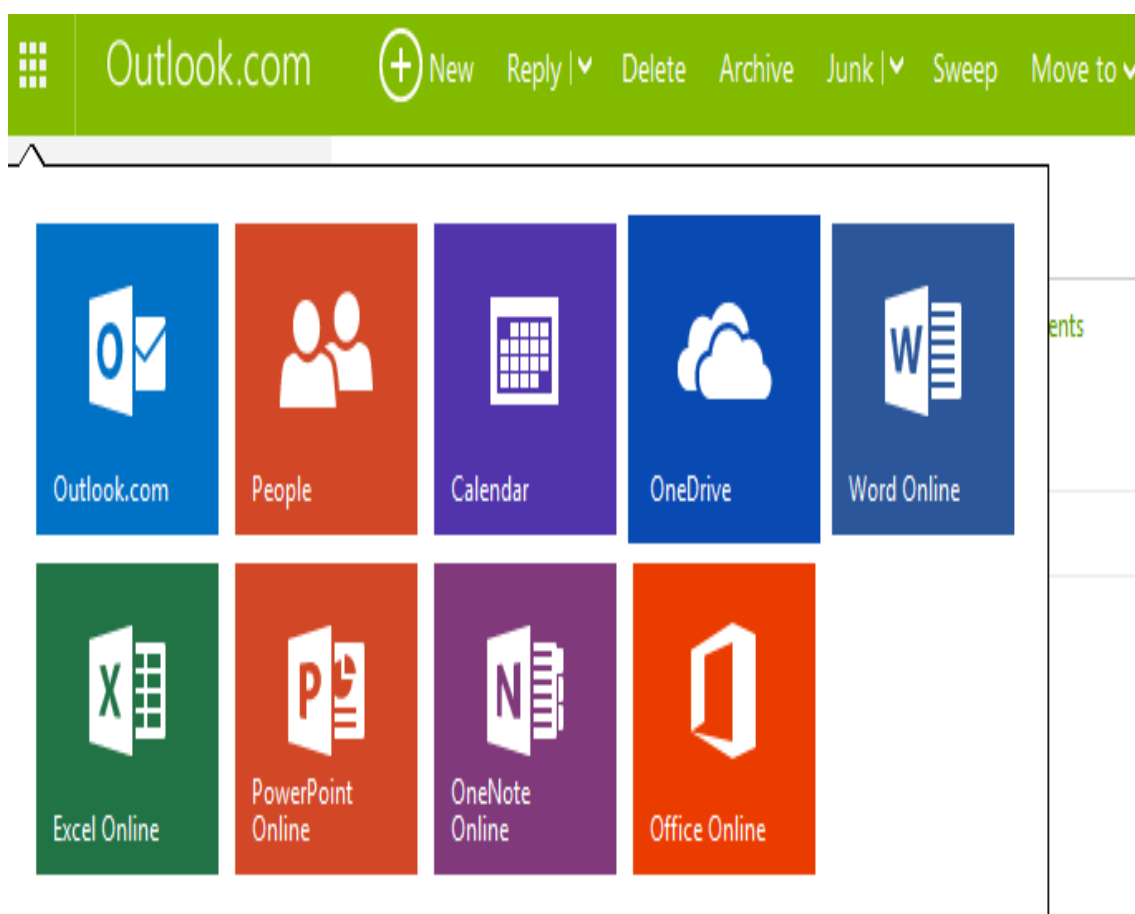 Outlook.com New Reply Delete Archive Junk Sweep Move to
ents
Outlook.com People Calendar OneDrive Word Online
Excel Online PowerPoint Online OneNote Online Office Online